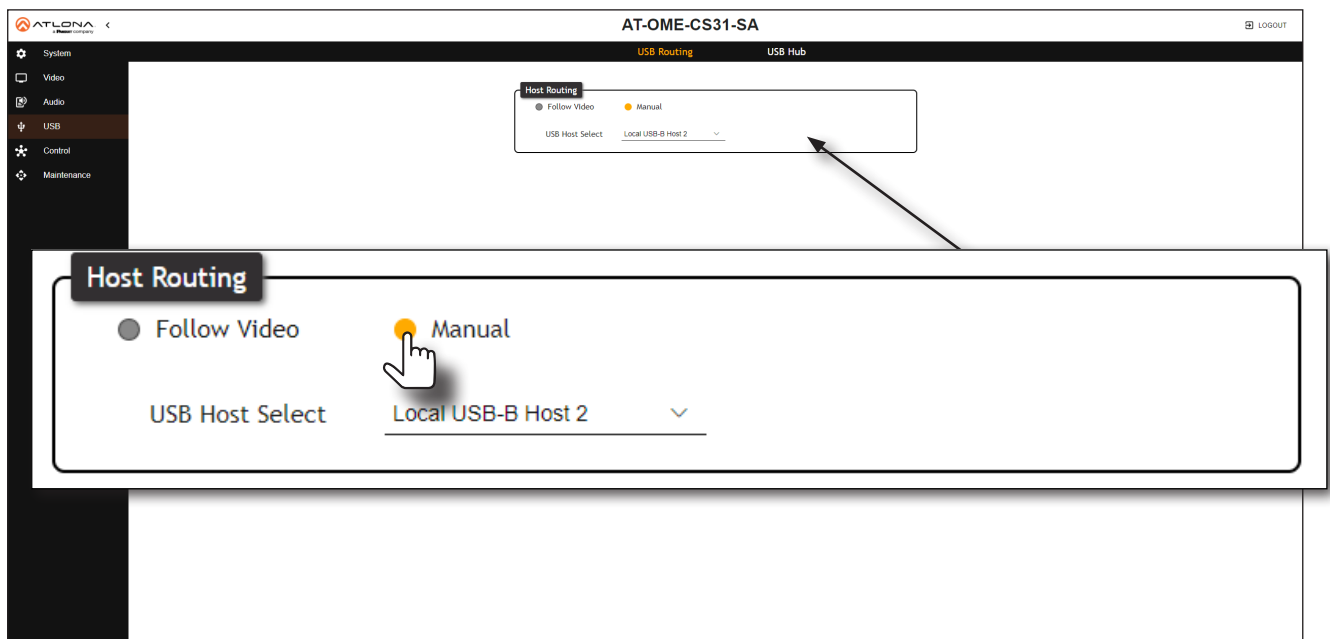 ATLONA
a Panduit company
AT-OME-CS31-SA
LOGOUT
System
USB Routing
USB Hub
Video
Audio
USB
Control
Maintenance
Host Routing
Follow Video
Manual
USB Host Select
Local USB-B Host 2
Host Routing
Follow Video
Manual
USB Host Select
Local USB-B Host 2